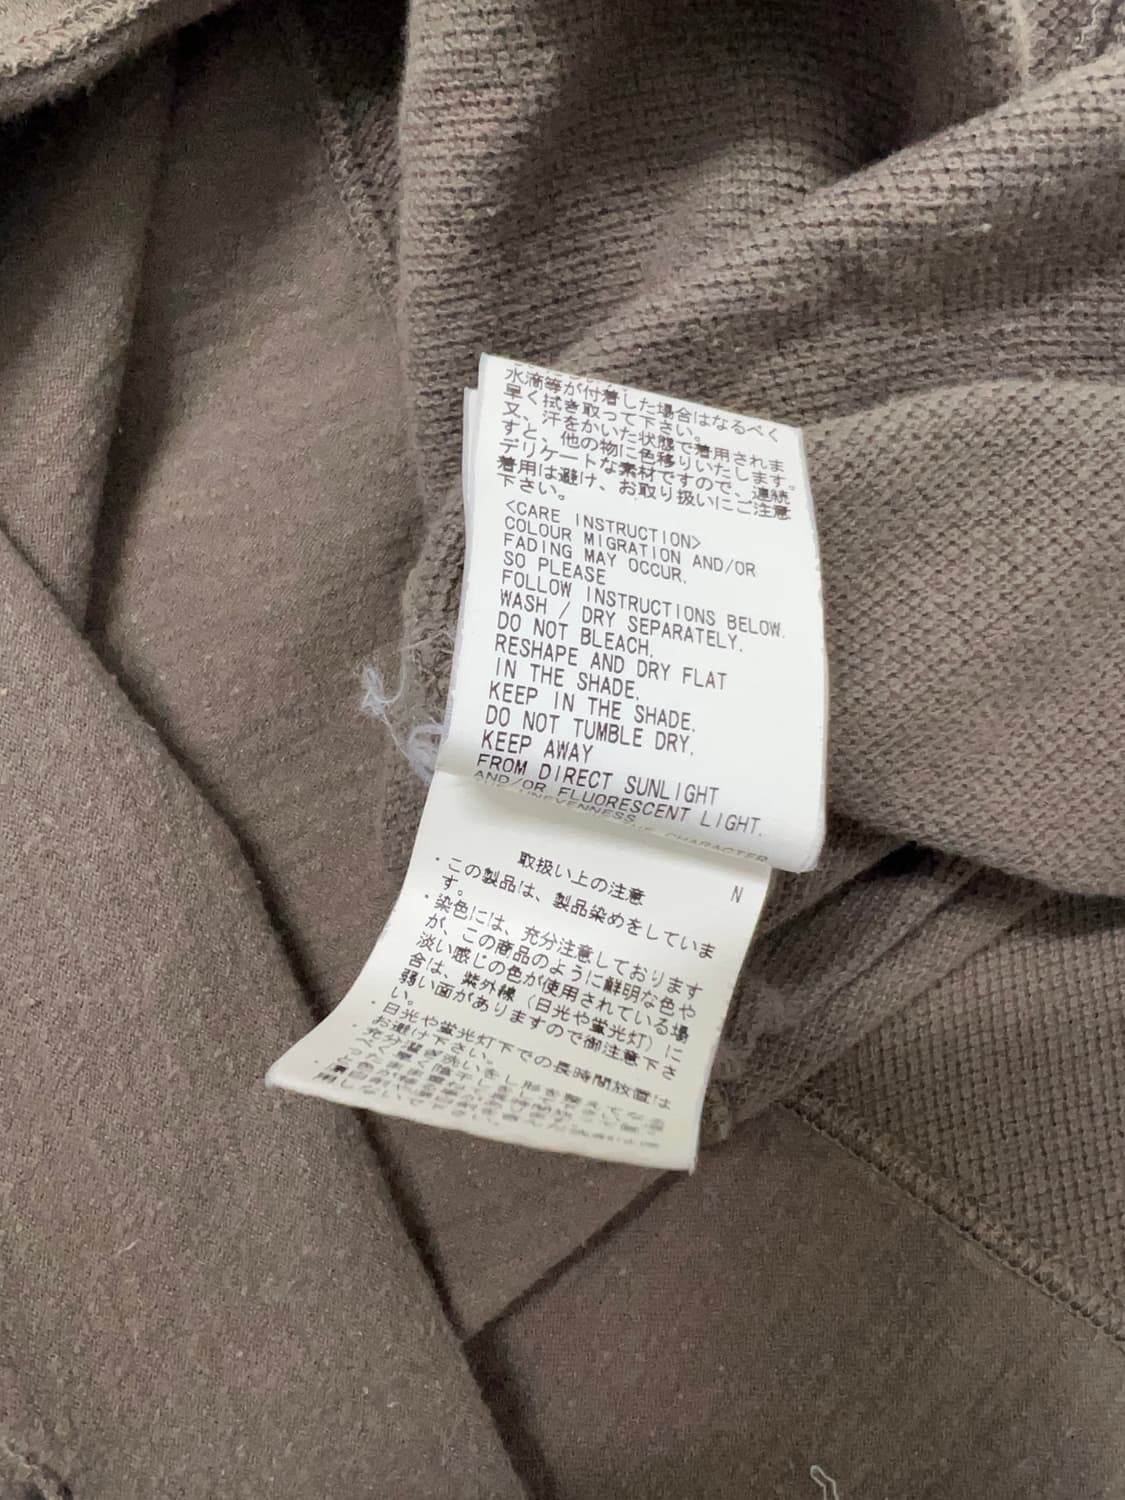 水滴等が付着した場合はなるべく
早く拭き取って下さい。
又、汗をかいた状態で着用されま
すと、他の物に色移りいたします。
デリケートな素材ですので、連続
着用は避け、お取り扱いにご注意
下さい。
<CARE INSTRUCTION>
COLOUR MIGRATION AND/OR
FADING MAY OCCUR.
SO PLEASE
FOLLOW INSTRUCTIONS BELOW.
WASH / DRY SEPARATELY.
DO NOT BLEACH.
RESHAPE AND DRY FLAT
IN THE SHADE.
KEEP IN THE SHADE.
DO NOT TUMBLE DRY.
KEEP AWAY
FROM DIRECT SUNLIGHT
AND/OR FLUORESCENT LIGHT.
UNEVENNESS CHARACTER
N
取扱い上の注意
・この製品は、製品染めをしていま
す。
・染色には、充分注意しております
が、この商品のように鮮明な色や
淡い感じの色が使用されている場
合は、紫外線（日光や蛍光灯）に
弱い面がありますので御注意下さ
い。
・日光や蛍光灯下での長時間放置は
お避け下さい。